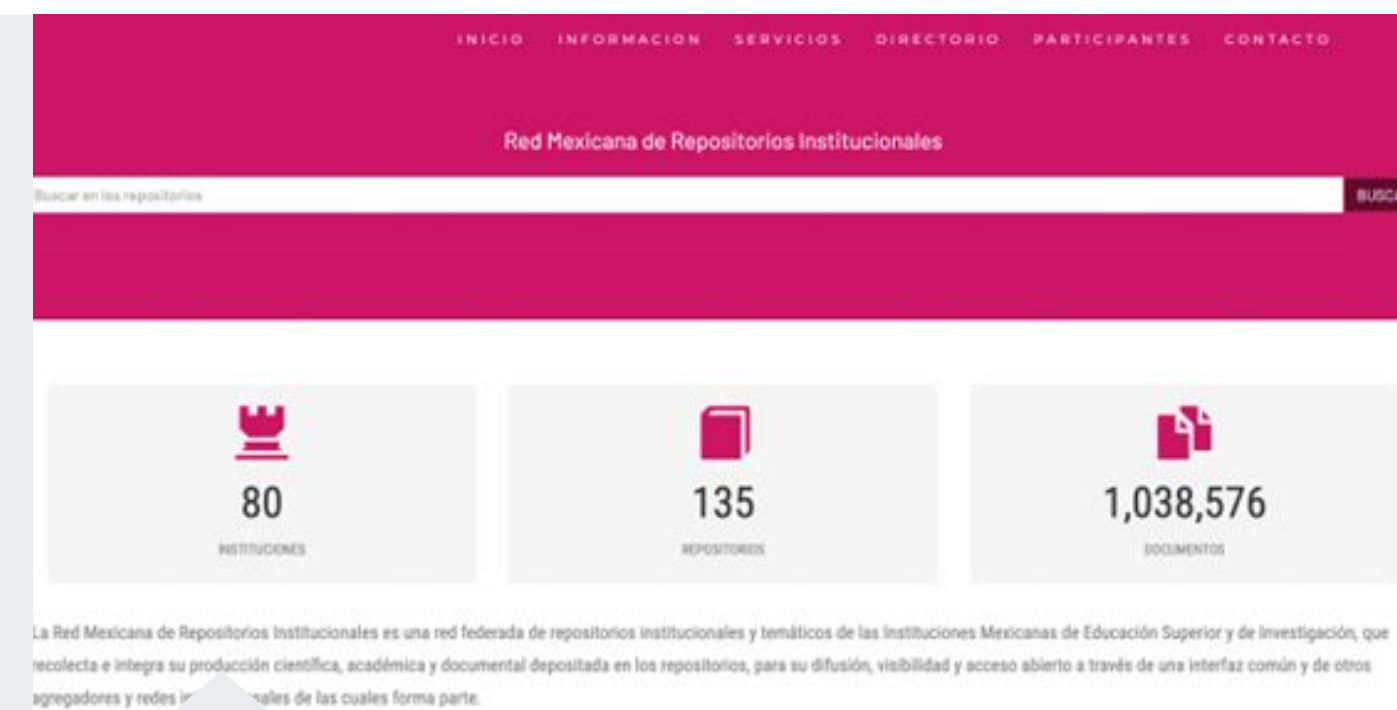 INICIO INFORMACION SERVICIOS DIRECTORIO PARTICIPANTES CONTACTO
Red Mexicana de Repositorios Institucionales
Buscar en los repositorios
80
INSTITUCIONES
135
REPOSITORIOS
1,038,576
DOCUMENTOS
La Red Mexicana de Repositorios Institucionales es una red federada de repositorios institucionales y temáticos de las Instituciones Mexicanas de Educación Superior y de Investigación, que
recolecta e integra su producción científica, académica y documental depositada en los repositorios, para su difusión, visibilidad y acceso abierto a través de una interfaz común y de otros
agregadores y redes de las cuales forma parte.